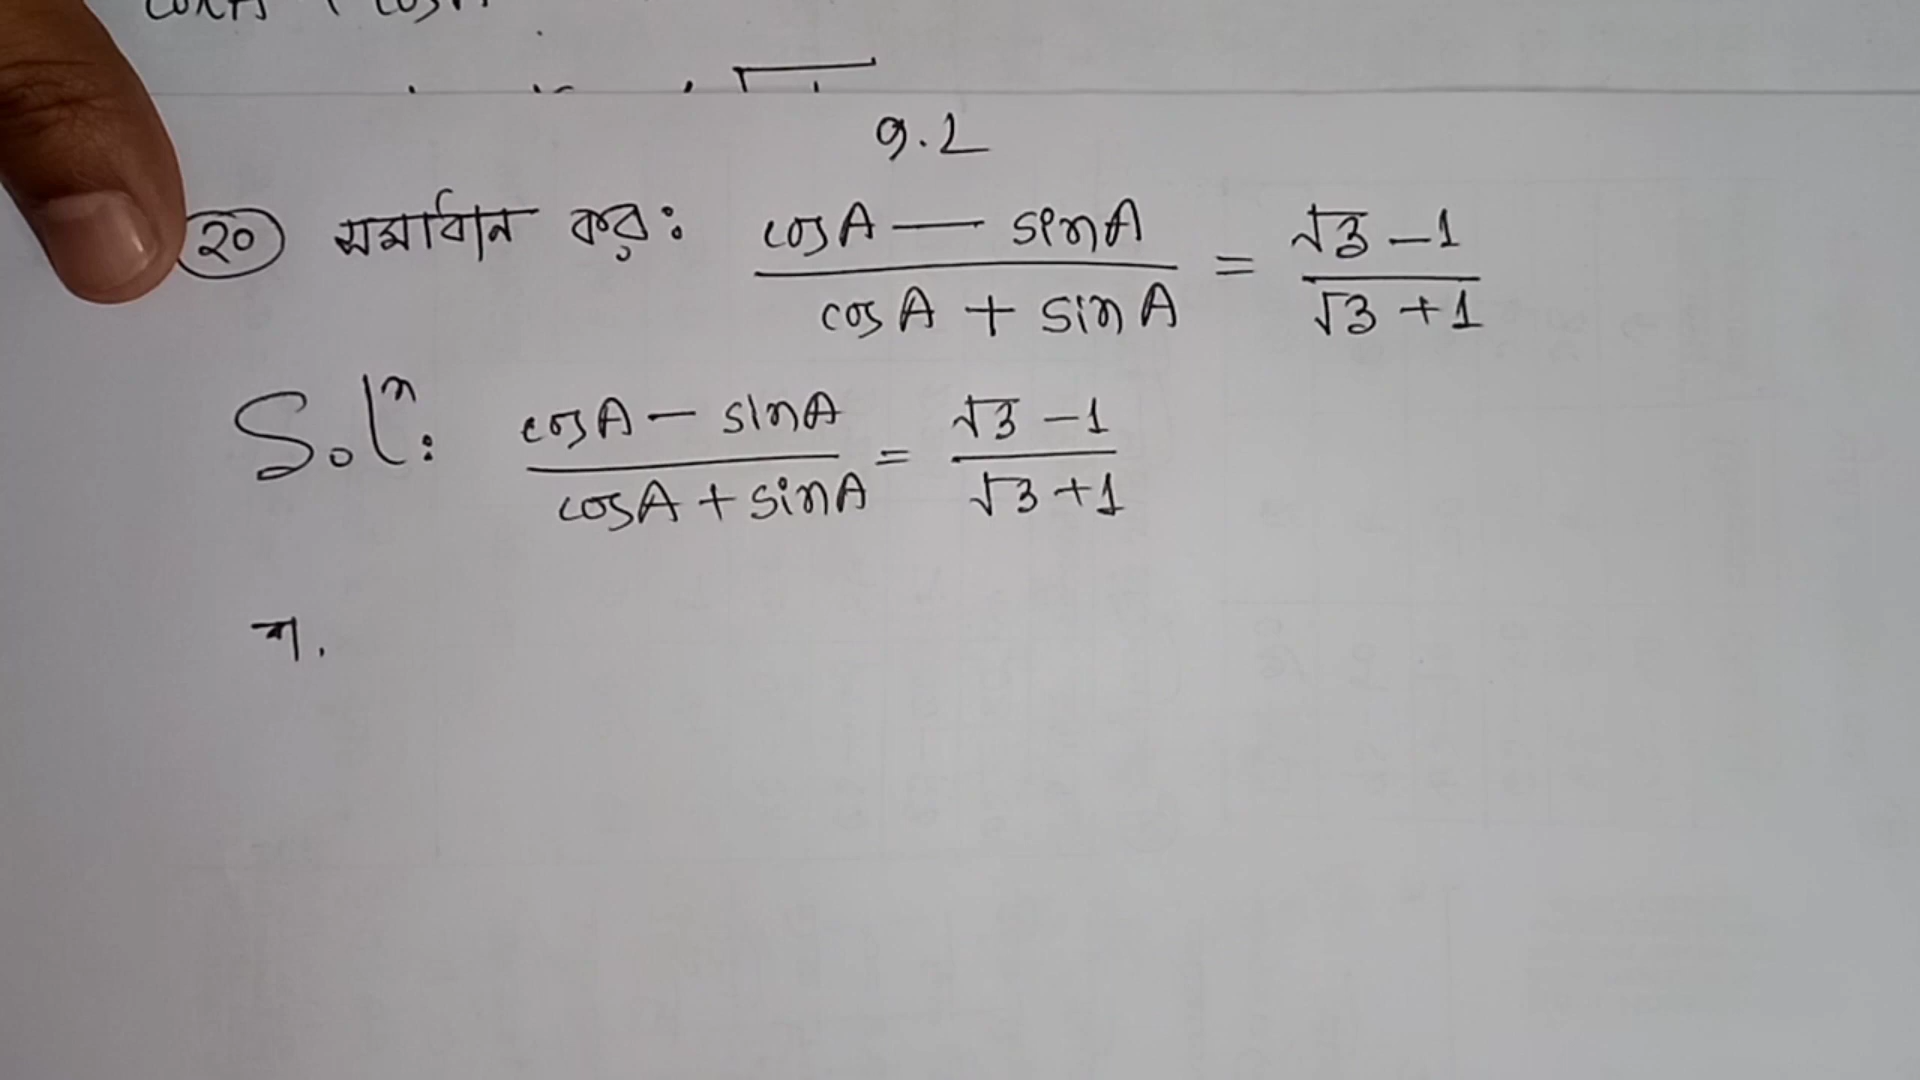 9.2
২০ সমাধান কর: cosA — sinA / cosA + sinA = √3 - 1 / √3 + 1
Solⁿ: cosA - sinA / cosA + sinA = √3 - 1 / √3 + 1